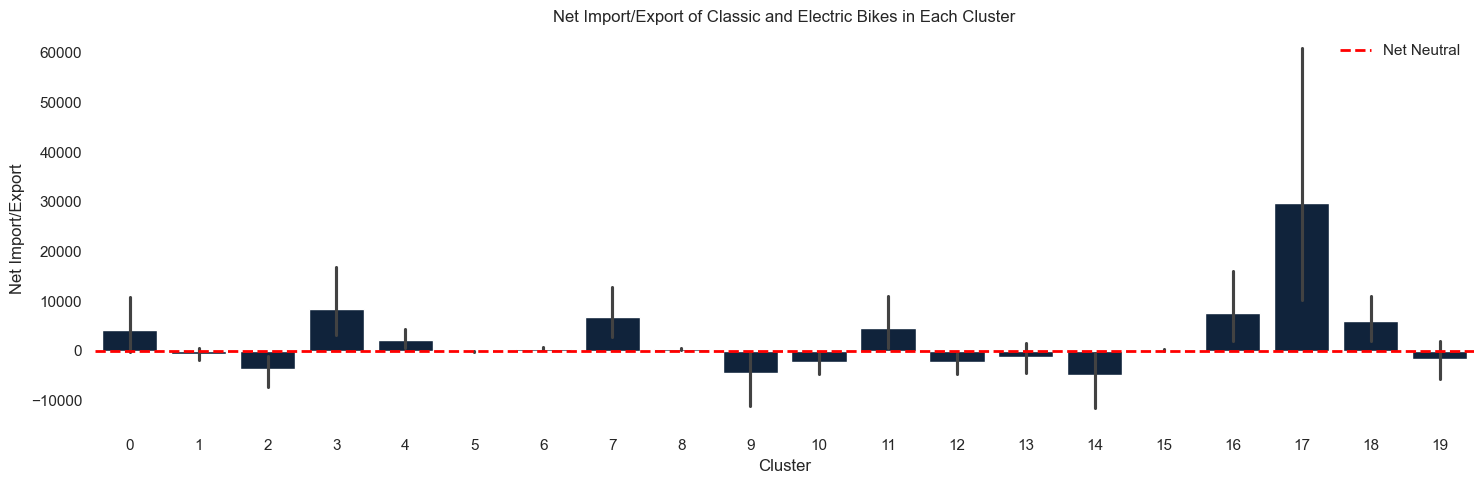 Net Import/Export of Classic and Electric Bikes in Each Cluster
Net Neutral
Net Import/Export
60000
50000
40000
30000
20000
10000
0
−10000
0 1 2 3 4 5 6 7 8 9 10 11 12 13 14 15 16 17 18 19
Cluster